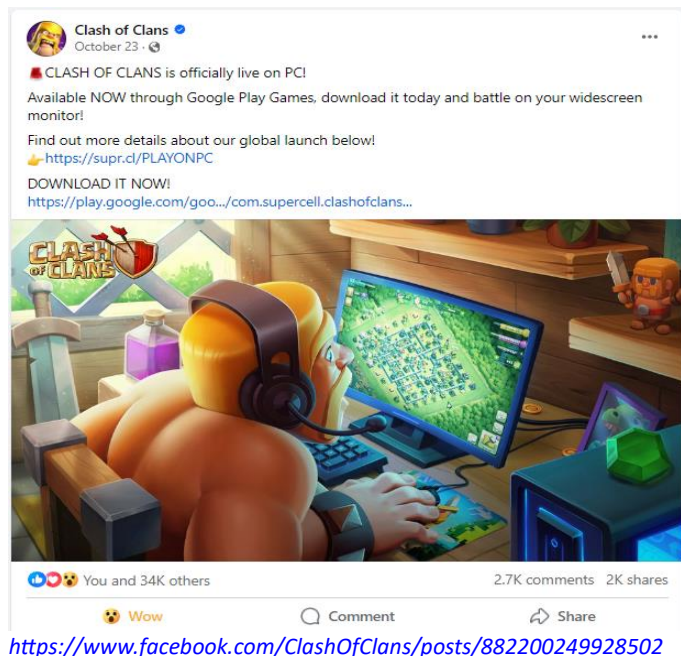 Clash of Clans
October 23 ·
CLASH OF CLANS is officially live on PC!
Available NOW through Google Play Games, download it today and battle on your widescreen
monitor!
Find out more details about our global launch below!
👉https://supr.cl/PLAYONPC
DOWNLOAD IT NOW!
https://play.google.com/goo.../com.supercell.clashofclans...
CLASH
OF CLANS
You and 34K others
2.7K comments 2K shares
Wow
Comment
Share
https://www.facebook.com/ClashOfClans/posts/882200249928502